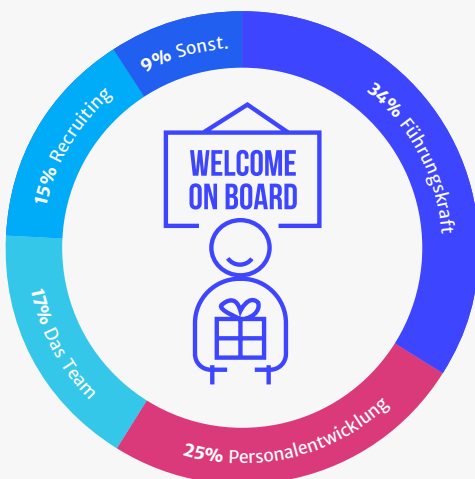 9% Sonst.
34% Führungskraft
15% Recruiting
WELCOME
ON BOARD
17% Das Team
25% Personalentwicklung